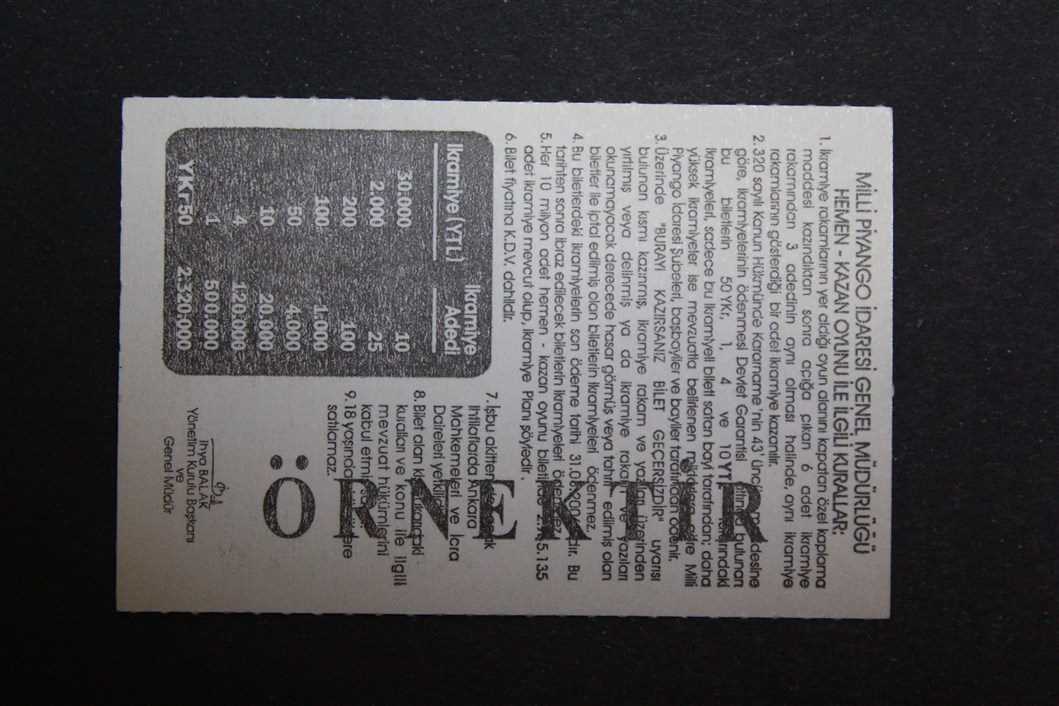 MİLLİ PİYANGO İDARESİ GENEL MÜDÜRLÜĞÜ
HEMEN - KAZAN OYUNU İLE İLGİLİ KURALLAR:
1. İkramiye rakamlarının yer aldığı oyun alanını kapatan özel kaplama
maddesi kazındıktan sonra açığa çıkan 6 adet ikramiye
rakamından 3 adedinin aynı olması halinde, aynı ikramiye
rakamlarının gösterdiği bir adet ikramiye kazanılır.
2. 320 sayılı Kanun Hükmünde Kararname'nin 43'üncü
göre, ikramiyelerinin ödenmesi Devlet Garantisi altında bulunan
bu biletlerin 50 YKr, 1, 4 ve 10 YTL
ikramiyeleri, sadece bu ikramiyeli bileti satan bayi tarafından; daha
yüksek ikramiyeler ise mevzuatla belirlenen Milli
Piyango İdaresi Şubeleri, başbayiler ve bayiler tarafından ödenir.
3. Üzerinde "BURAYI KAZIRSANIZ BİLET GEÇERSİZDİR" uyarısı
bulunan kısmı kazınmış, ikramiye rakam ve yazıları üzerinden
yırtılmış veya delinmiş ya da ikramiye rakam ve yazıları
okunamayacak derecede hasar görmüş veya tahrif edilmiş olan
biletler ile iptal edilmiş olan biletlerin ikramiyeleri ödenmez.
4. Bu biletlerdeki ikramiyelerin son ödeme tarihi Bu
tarihten sonra ibraz edilecek biletlerin ikramiyeleri ödenmez.
5. Her 10 milyon adet hemen - kazan oyunu biletinde
adet ikramiye mevcut olup, İkramiye Planı şöyledir.
6. Bilet fiyatına K.D.V. dahildir.
İkramiye (YTL) İkramiye Adedi
30.000 10
2.000 25
200 100
100 1.000
50 4.000
10 20.000
4 120.000
1 500.000
YKr 50 2.320.000
7. İşbu akitten
ihtilaflarda Ankara
Mahkemeleri ve İcra
Daireleri yetkilidir.
8. Bilet alan
kuralları ve konu ile ilgili
mevzuat hükümlerini
kabul etmiş
9. 18 yaşından
satılamaz.
İhya BALAK
Yönetim Kurulu Başkanı
ve
Genel Müdür
ÖRNEKTİR